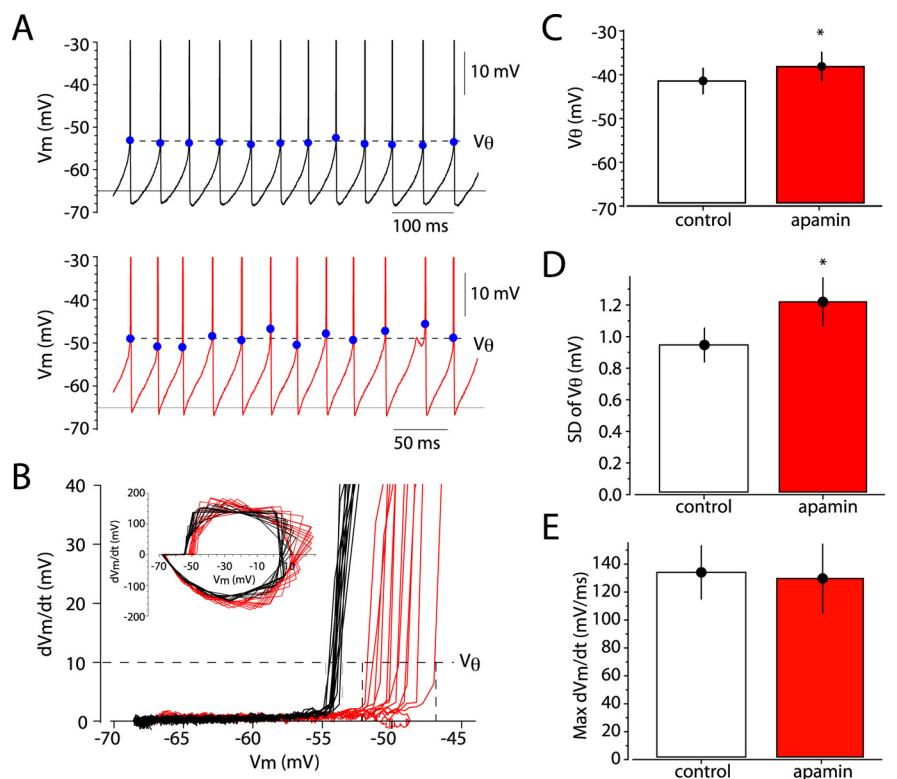 A
Vm (mV)
-30
-40
-50
-60
-70
10 mV
Vθ
100 ms
Vm (mV)
-30
-40
-50
-60
-70
10 mV
Vθ
50 ms
B
dVm/dt (mV)
40
30
20
10
0
Vθ
-70
-65
-60
-55
-50
-45
Vm (mV)
dVm/dt (mV)
200
100
0
-100
-200
-70
-50
-30
-10
10
Vm (mV)
C
Vθ (mV)
-30
-40
-50
-60
-70
*
control
apamin
D
SD of Vθ (mV)
1.2
1.0
0.8
0.6
0.4
0.2
0.0
*
control
apamin
E
Max dVm/dt (mV/ms)
140
120
100
80
60
40
20
0
control
apamin